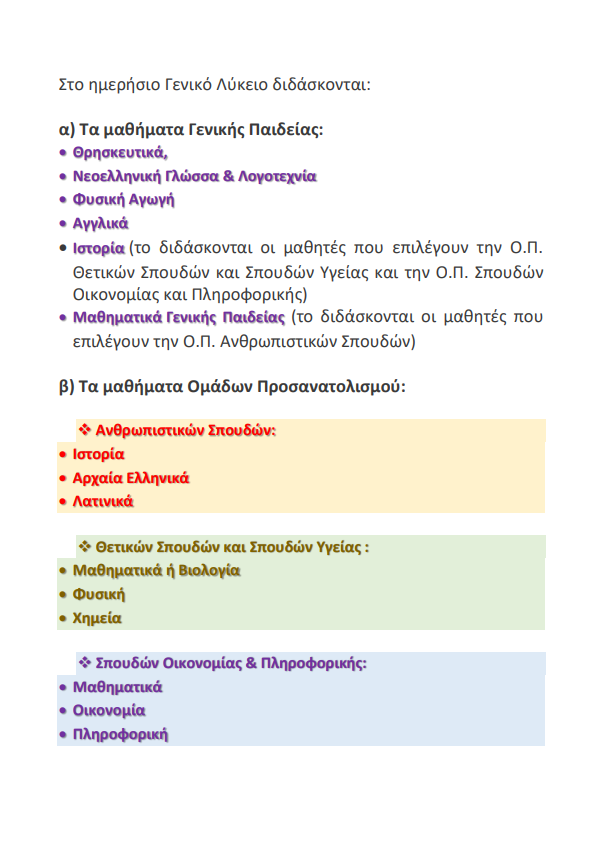 Στο ημερήσιο Γενικό Λύκειο διδάσκονται:
α) Τα μαθήματα Γενικής Παιδείας:
• Θρησκευτικά,
• Νεοελληνική Γλώσσα & Λογοτεχνία
• Φυσική Αγωγή
• Αγγλικά
• Ιστορία (το διδάσκονται οι μαθητές που επιλέγουν την Ο.Π.
Θετικών Σπουδών και Σπουδών Υγείας και την Ο.Π. Σπουδών
Οικονομίας και Πληροφορικής)
• Μαθηματικά Γενικής Παιδείας (το διδάσκονται οι μαθητές που
επιλέγουν την Ο.Π. Ανθρωπιστικών Σπουδών)
β) Τα μαθήματα Ομάδων Προσανατολισμού:
❖ Ανθρωπιστικών Σπουδών:
• Ιστορία
• Αρχαία Ελληνικά
• Λατινικά
❖ Θετικών Σπουδών και Σπουδών Υγείας :
• Μαθηματικά ή Βιολογία
• Φυσική
• Χημεία
❖ Σπουδών Οικονομίας & Πληροφορικής:
• Μαθηματικά
• Οικονομία
• Πληροφορική